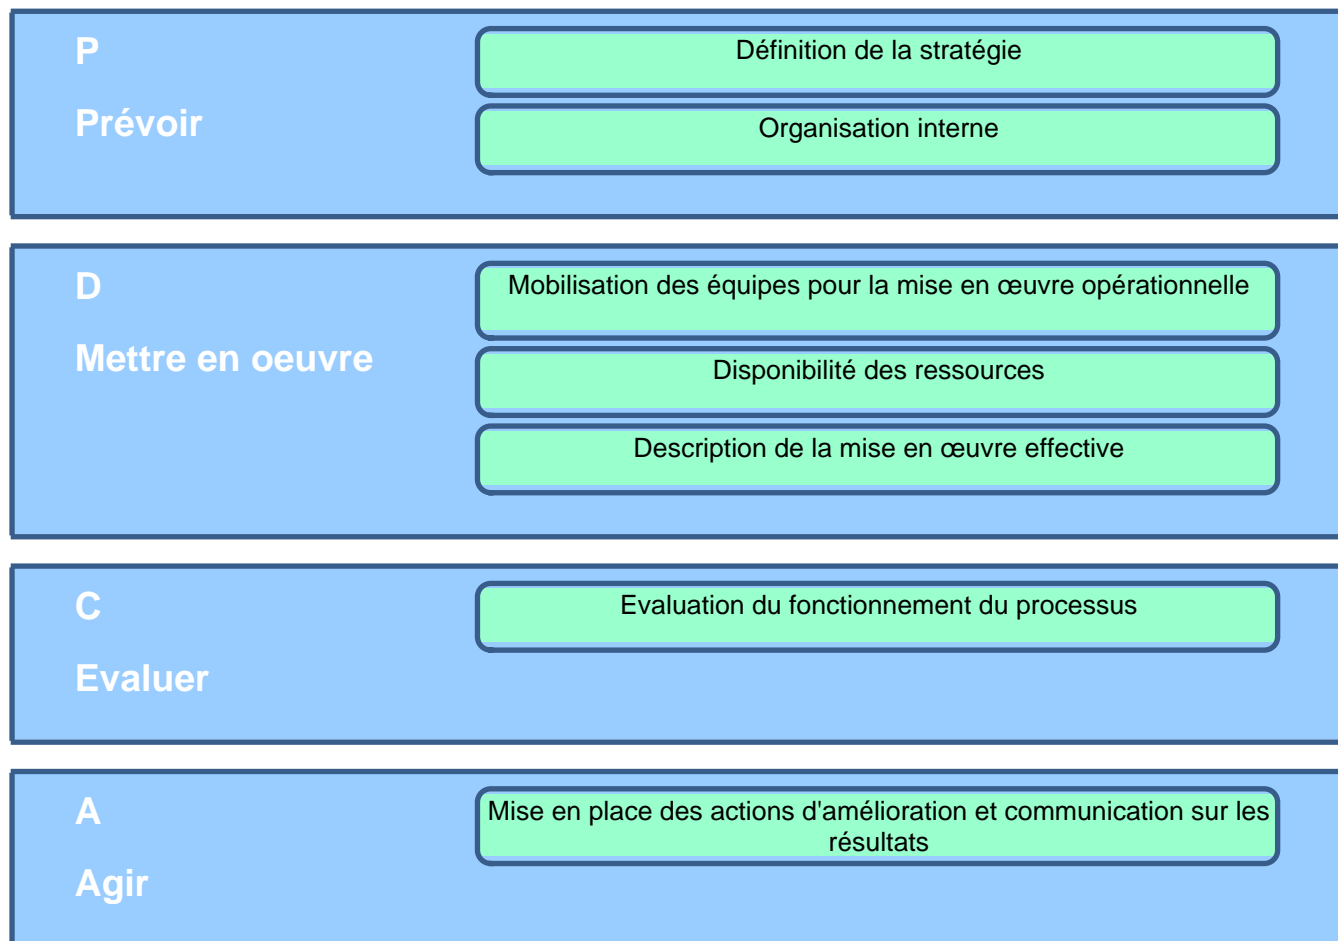 P
Prévoir
Définition de la stratégie
Organisation interne
D
Mettre en oeuvre
Mobilisation des équipes pour la mise en œuvre opérationnelle
Disponibilité des ressources
Description de la mise en œuvre effective
C
Evaluer
Evaluation du fonctionnement du processus
A
Agir
Mise en place des actions d'amélioration et communication sur les
résultats